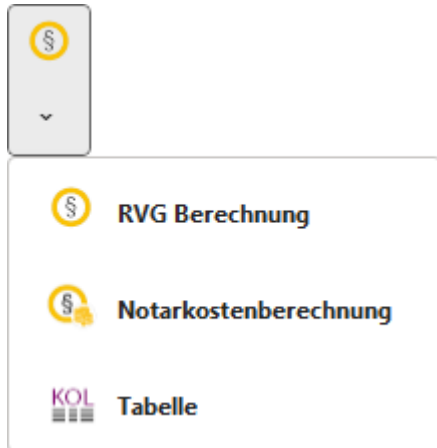 §
§
RVG Berechnung
§
Notarkostenberechnung
KOL
Tabelle